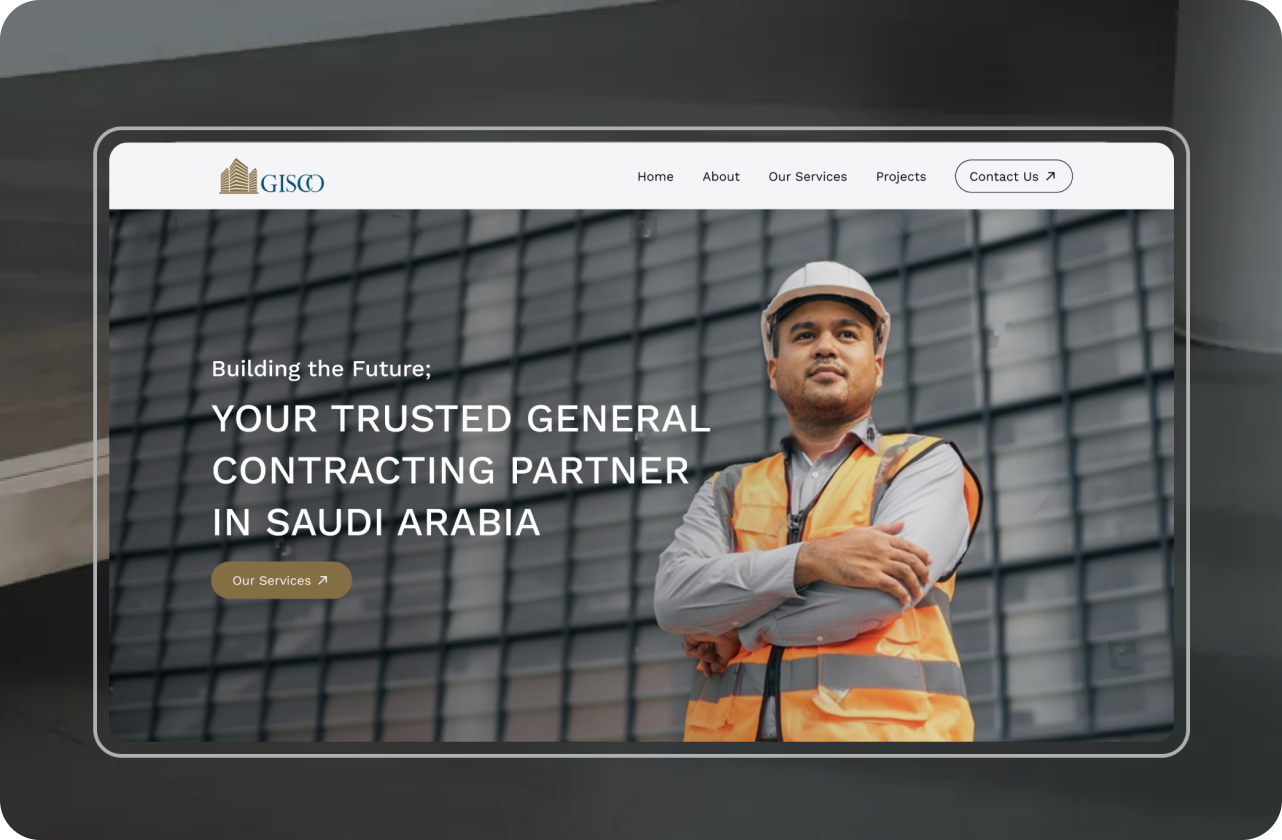 GISCO
Home About Our Services Projects Contact Us
Building the Future;
YOUR TRUSTED GENERAL
CONTRACTING PARTNER
IN SAUDI ARABIA
Our Services